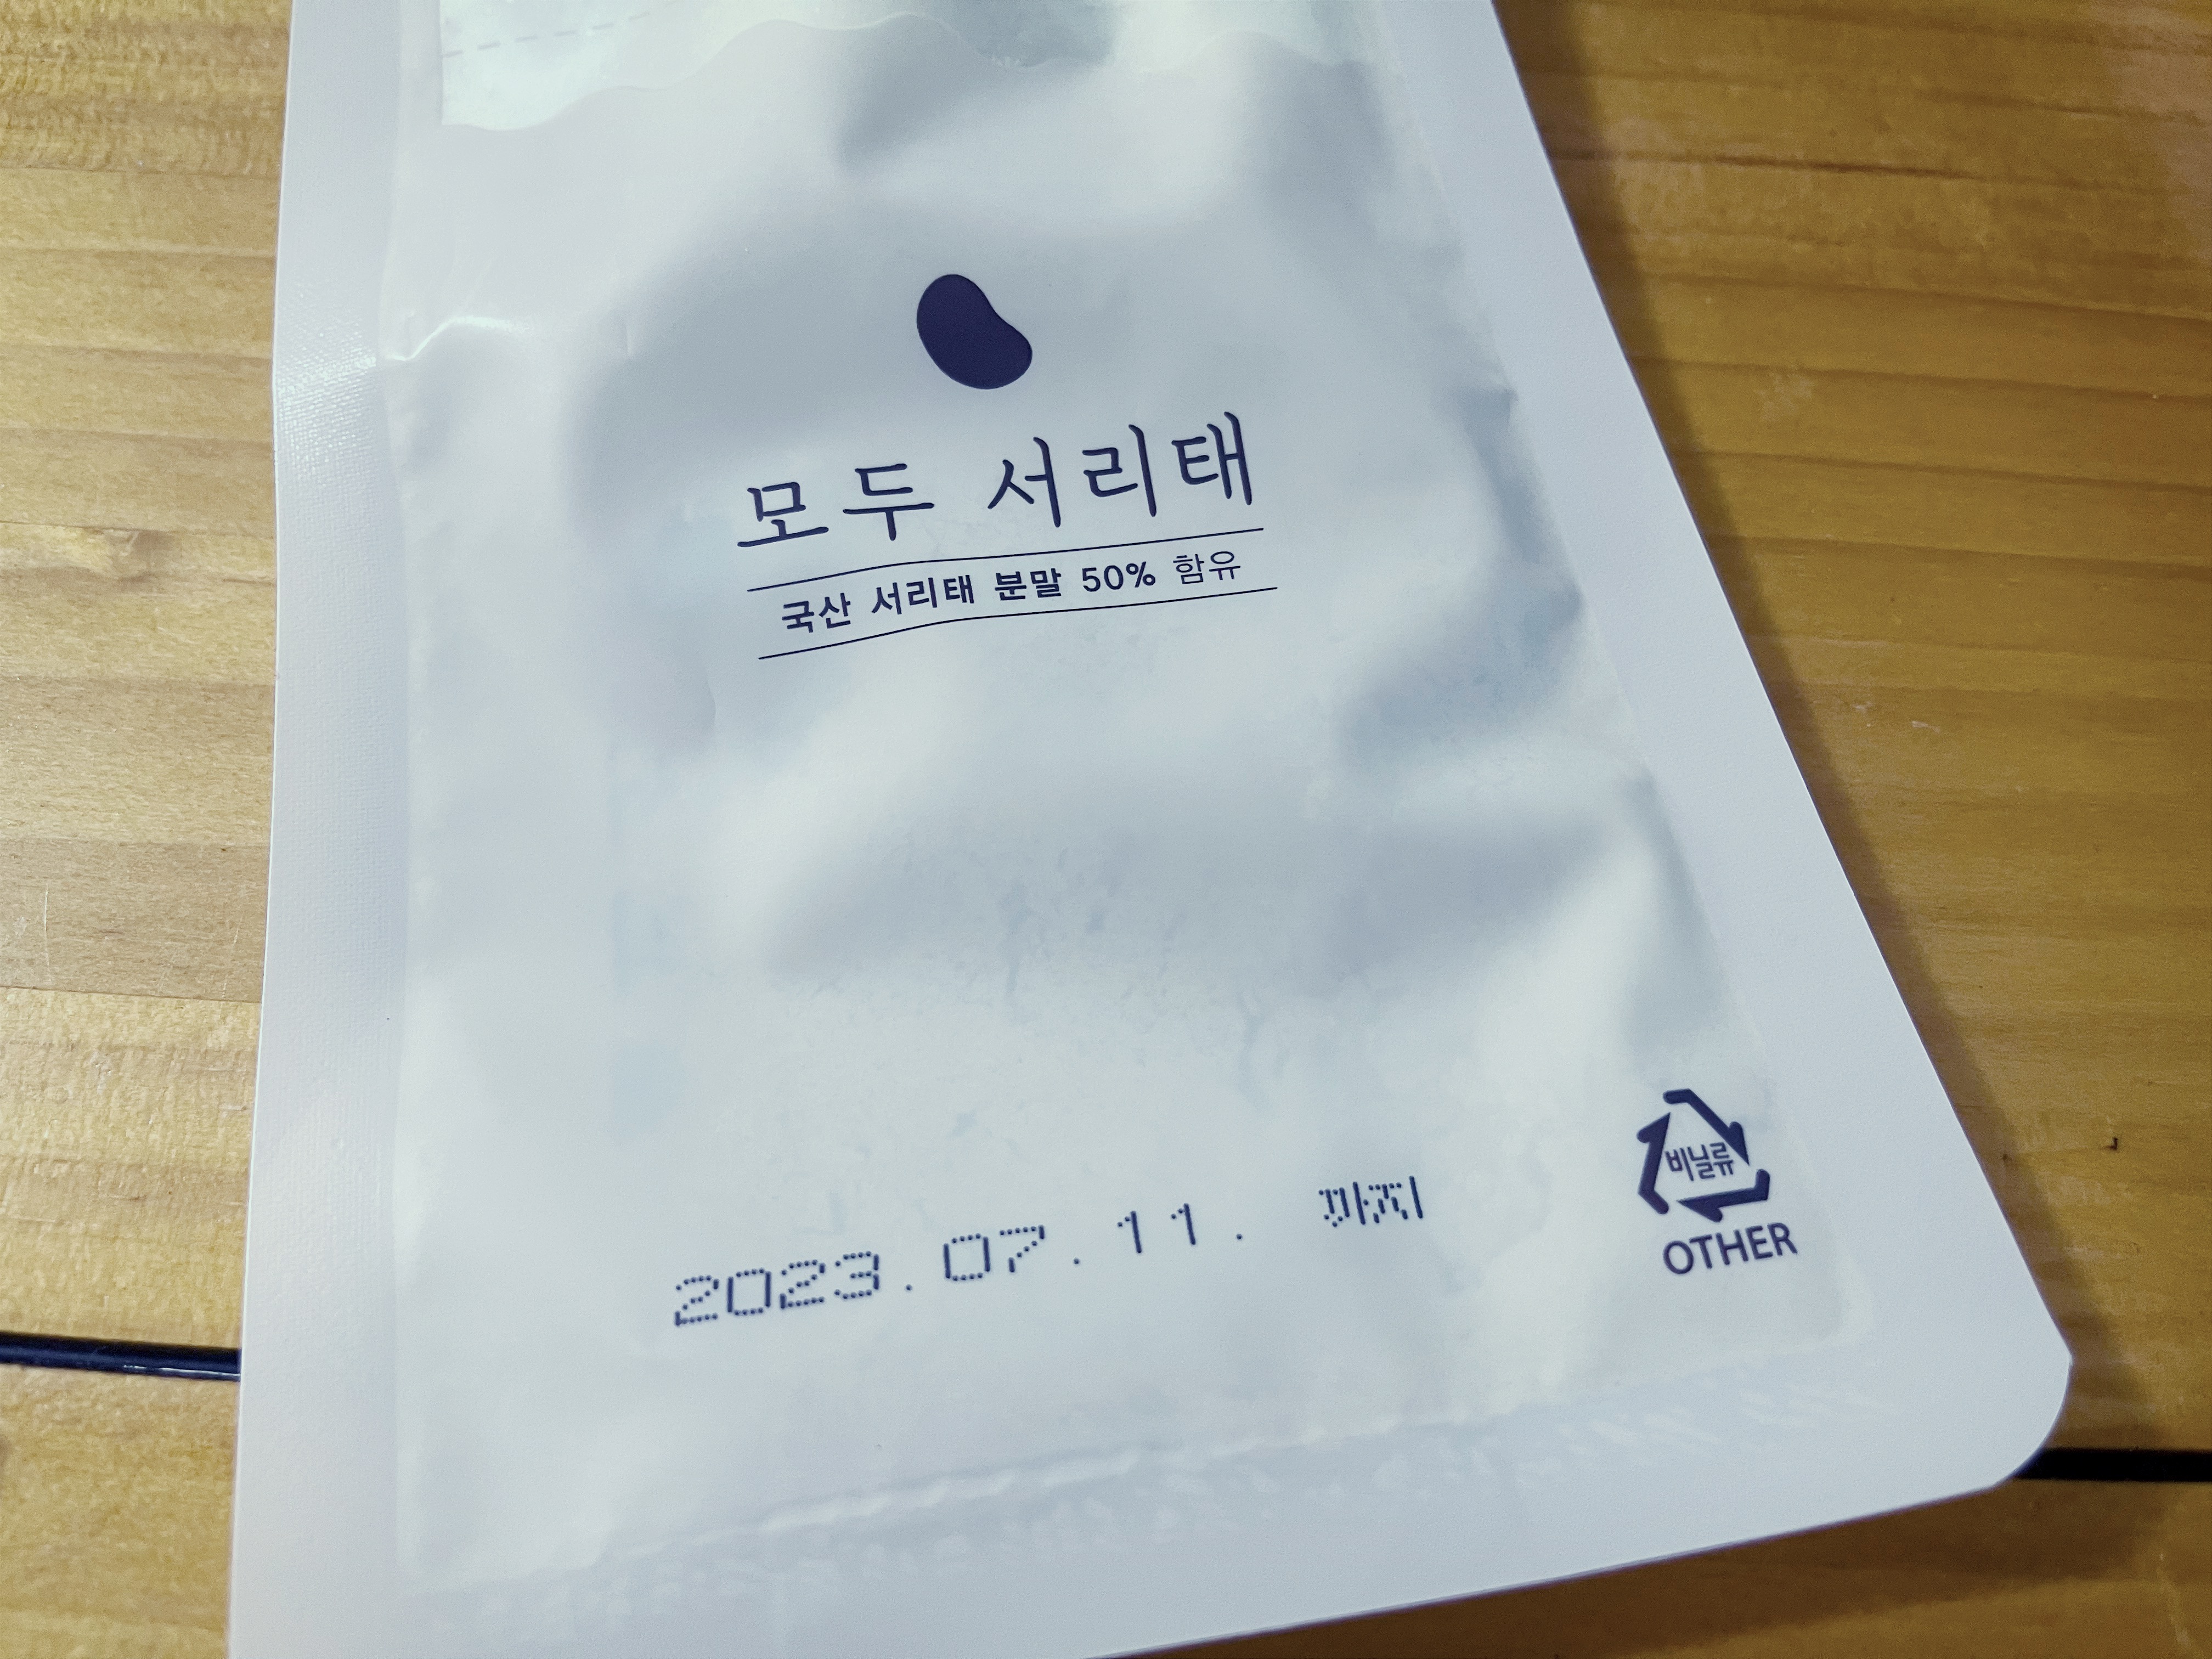 모두 서리태
국산 서리태 분말 50% 함유
비닐류
OTHER
2023.07.11. 까지